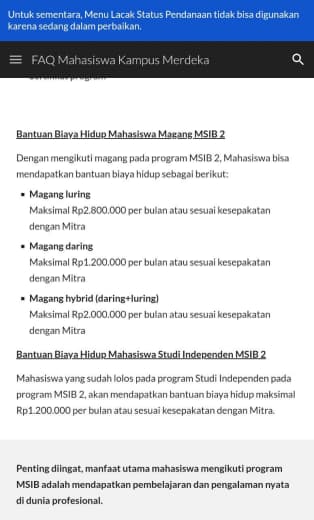 Untuk sementara, Menu Lacak Status Pendanaan tidak bisa digunakan
karena sedang dalam perbaikan.
FAQ Mahasiswa Kampus Merdeka
Bantuan Biaya Hidup Mahasiswa Magang MSIB 2
Dengan mengikuti magang pada program MSIB 2, Mahasiswa bisa
mendapatkan bantuan biaya hidup sebagai berikut:
▪ Magang luring
Maksimal Rp2.800.000 per bulan atau sesuai kesepakatan
dengan Mitra
▪ Magang daring
Maksimal Rp1.200.000 per bulan atau sesuai kesepakatan
dengan Mitra
▪ Magang hybrid (daring+luring)
Maksimal Rp2.000.000 per bulan atau sesuai kesepakatan
dengan Mitra
Bantuan Biaya Hidup Mahasiswa Studi Independen MSIB 2
Mahasiswa yang sudah lolos pada program Studi Independen pada
program MSIB 2, akan mendapatkan bantuan biaya hidup maksimal
Rp1.200.000 per bulan atau sesuai kesepakatan dengan Mitra.
Penting diingat, manfaat utama mahasiswa mengikuti program
MSIB adalah mendapatkan pembelajaran dan pengalaman nyata
di dunia profesional.